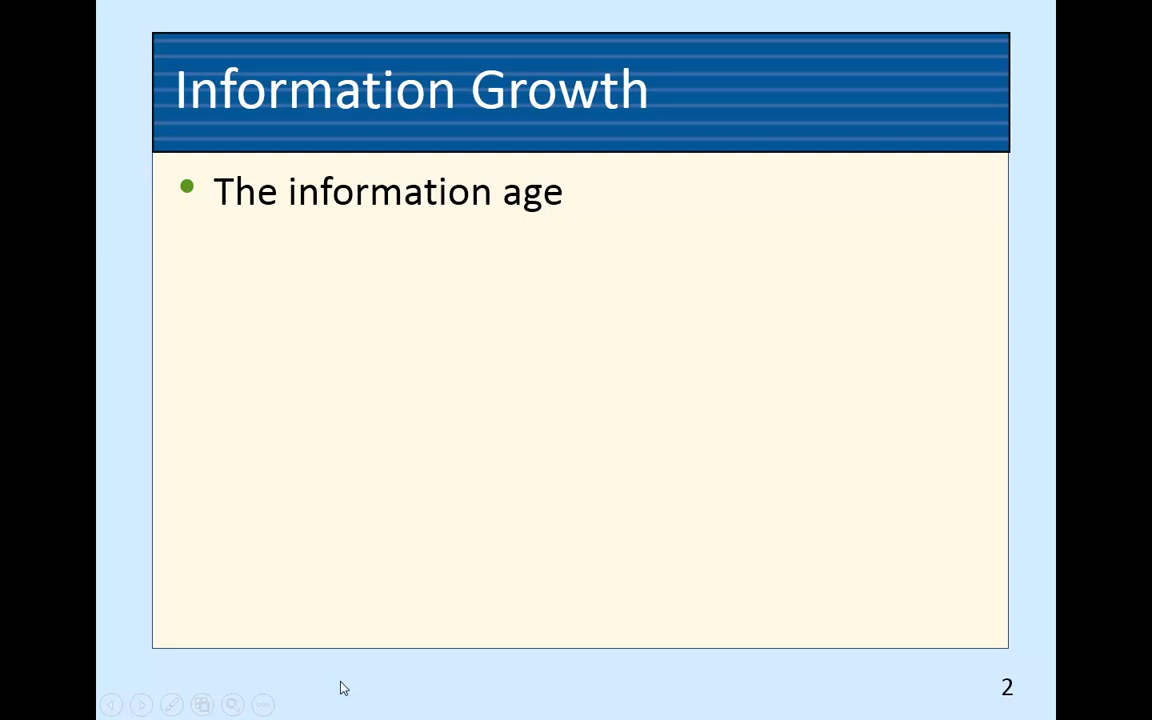 Information Growth
• The information age
2